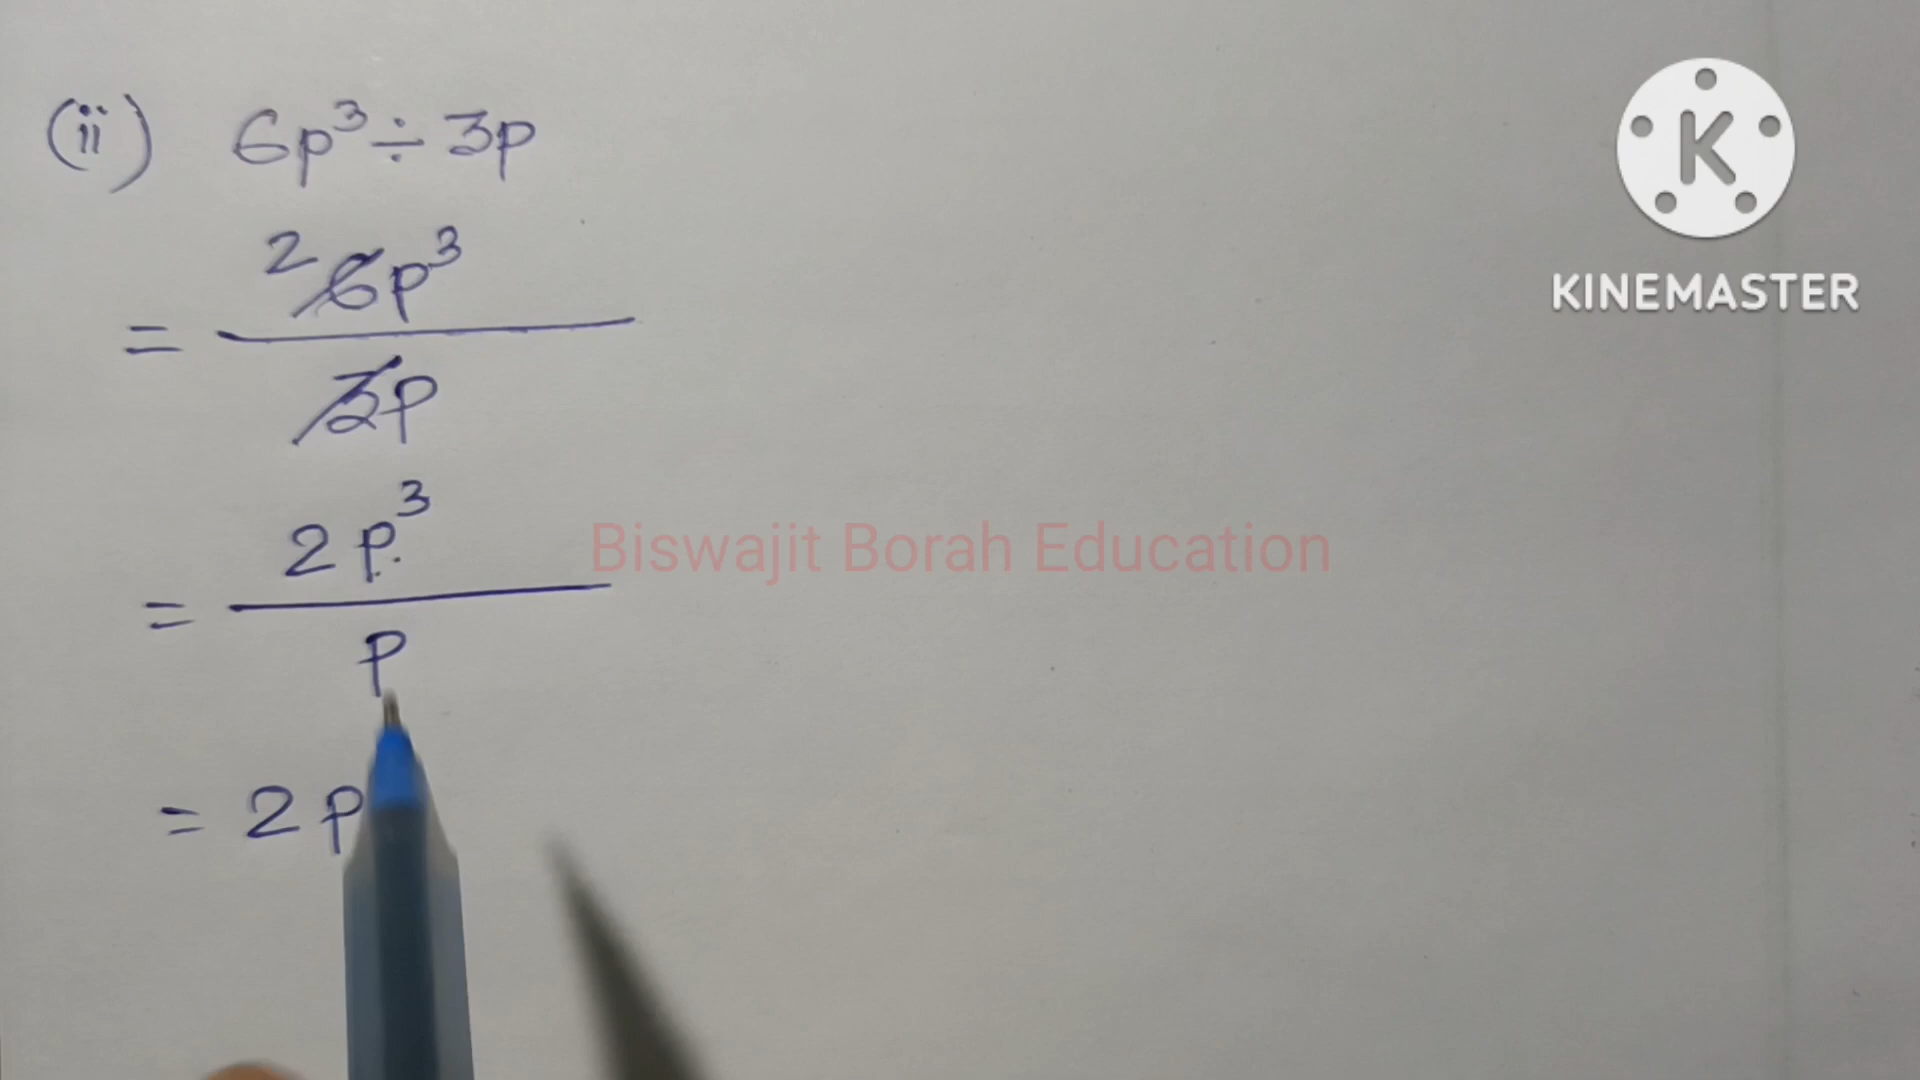 (ii) 6p³ ÷ 3p
= ²6p³ / 3p
= 2p³ / p
= 2p
Biswajit Borah Education
K
KINEMASTER